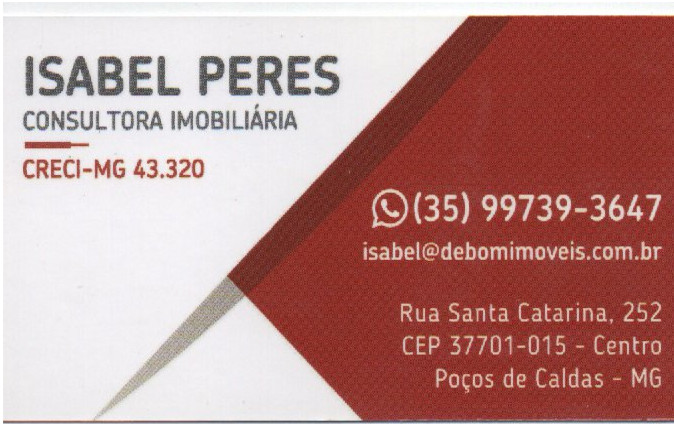 ISABEL PERES
CONSULTORA IMOBILIÁRIA
CRECI-MG 43.320
(35) 99739-3647
isabel@debomimoveis.com.br
Rua Santa Catarina, 252
CEP 37701-015 - Centro
Poços de Caldas - MG